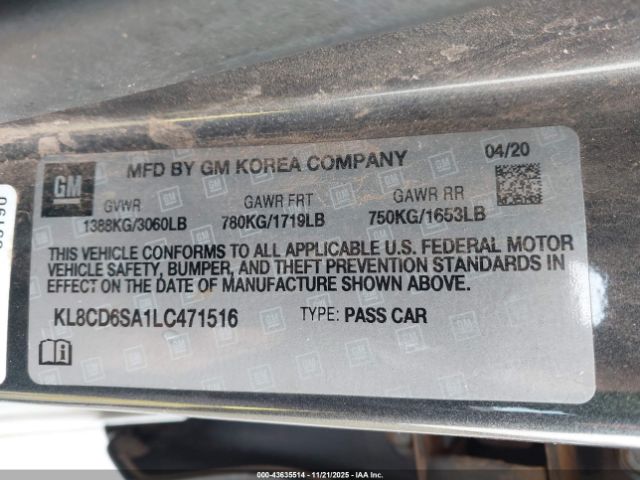 MFD BY GM KOREA COMPANY
04/20
GM
GVWR
GAWR FRT
GAWR RR
1388KG/3060LB
780KG/1719LB
750KG/1653LB
THIS VEHICLE CONFORMS TO ALL APPLICABLE U.S. FEDERAL MOTOR
VEHICLE SAFETY, BUMPER, AND THEFT PREVENTION STANDARDS IN
EFFECT ON THE DATE OF MANUFACTURE SHOWN ABOVE.
KL8CD6SA1LC471516
TYPE: PASS CAR
000-43635514 - 11/21/2025 - IAA Inc.